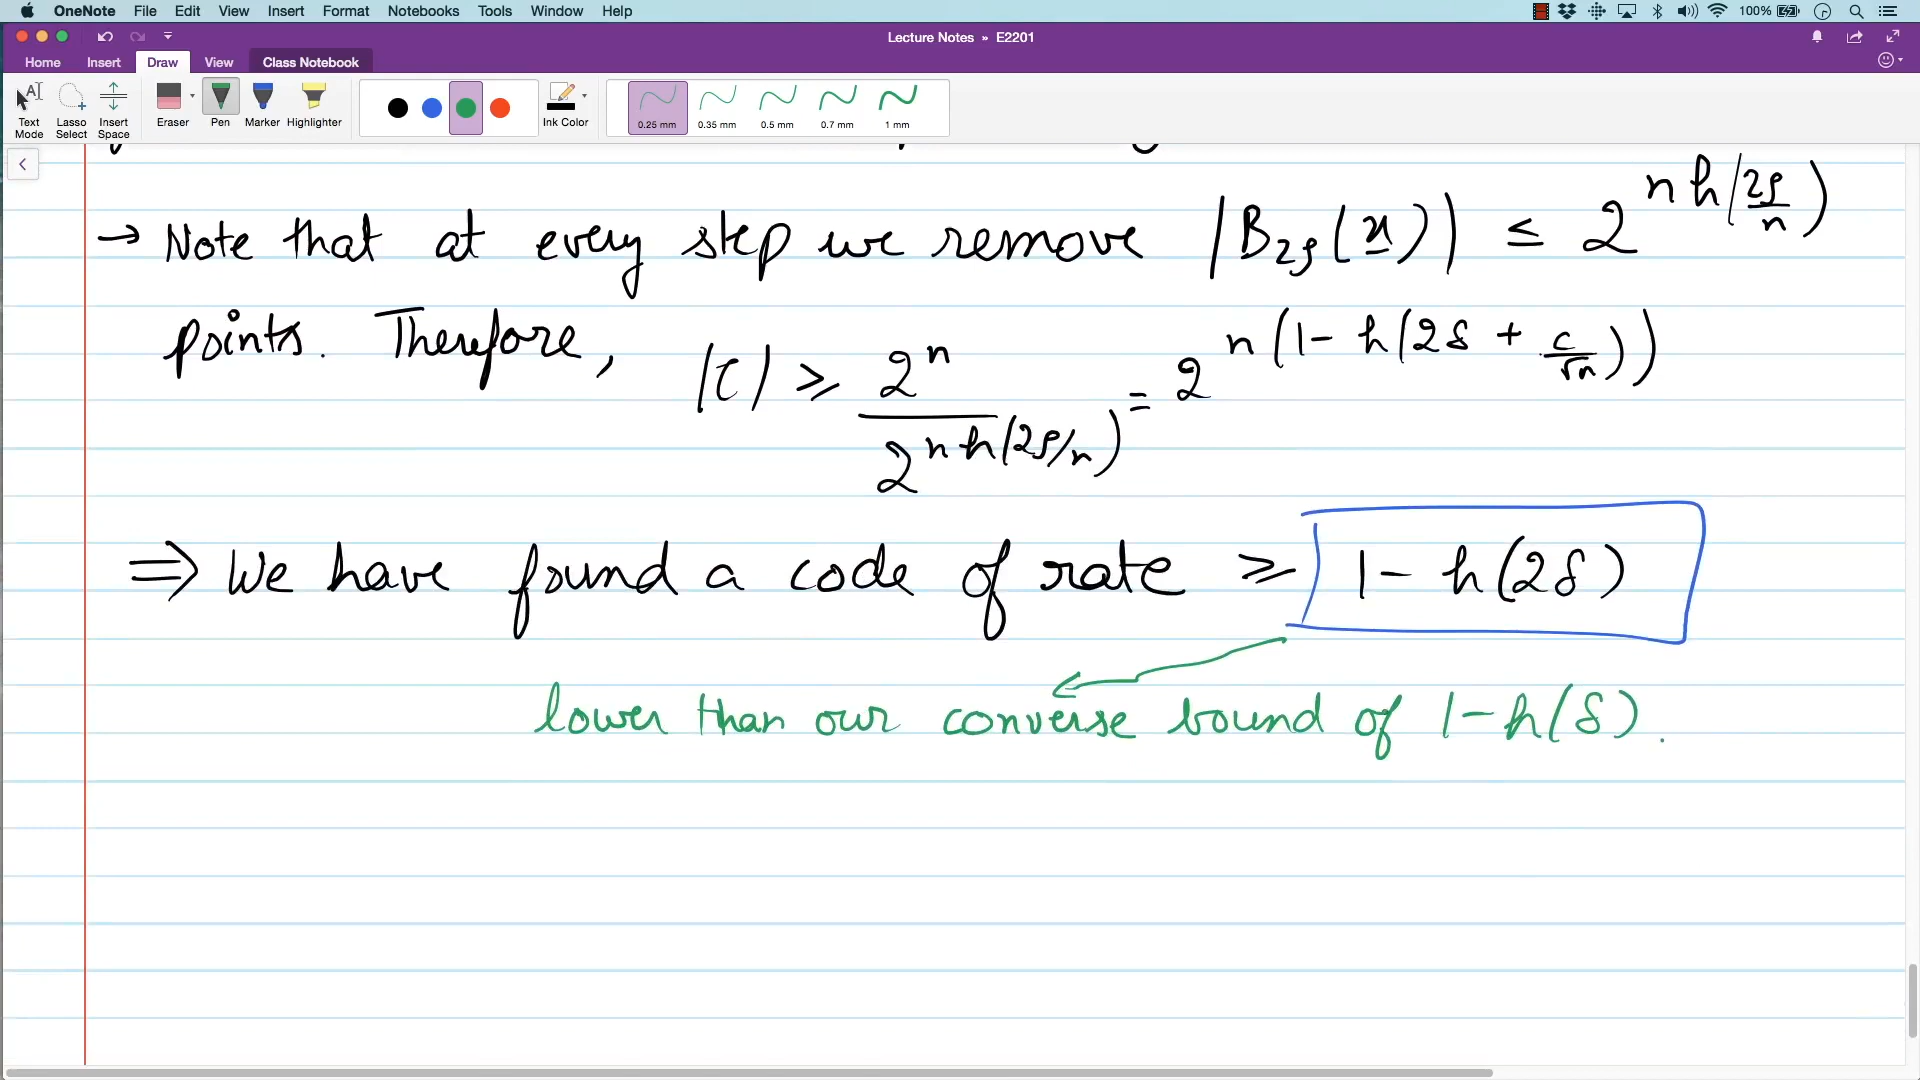 OneNote File Edit View Insert Format Notebooks Tools Window Help 100%
Lecture Notes » E2201
Home Insert Draw View Class Notebook
Text Mode Lasso Select Insert Space Eraser Pen Marker Highlighter Ink Color 0.25 mm 0.35 mm 0.5 mm 0.7 mm 1 mm
→ Note that at every step we remove |B_{2ρ}(x)| ≤ 2^{n h(2ρ/n)}
points. Therefore, |C| ≥ 2^n / 2^{n h(2ρ/n)} = 2^{n(1 - h(2δ + c/√n))}
⇒ We have found a code of rate ≥ 1 - h(2δ)
lower than our converse bound of 1 - h(δ).